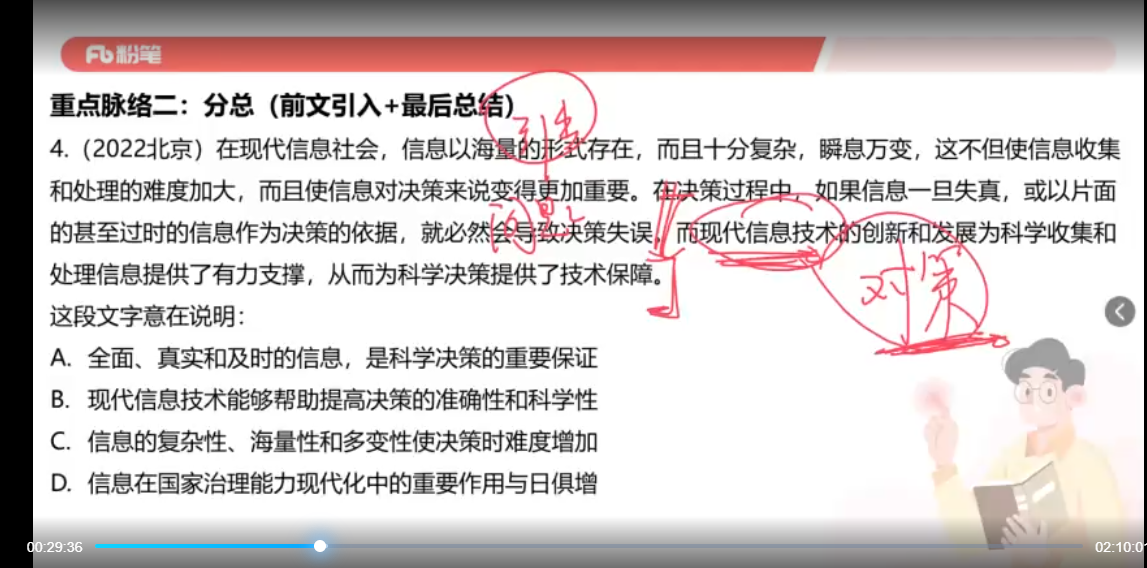 粉笔
重点脉络二：分总（前文引入+最后总结）
引言
4.（2022北京）在现代信息社会，信息以海量的形式存在，而且十分复杂，瞬息万变，这不但使信息收集
和处理的难度加大，而且使信息对决策来说变得更加重要。在决策过程中，如果信息一旦失真，或以片面
问题
的甚至过时的信息作为决策的依据，就必然会导致决策失误。而现代信息技术的创新和发展为科学收集和
处理信息提供了有力支撑，从而为科学决策提供了技术保障。
对策
这段文字意在说明：
A. 全面、真实和及时的信息，是科学决策的重要保证
B. 现代信息技术能够帮助提高决策的准确性和科学性
C. 信息的复杂性、海量性和多变性使决策时难度增加
D. 信息在国家治理能力现代化中的重要作用与日俱增
00:29:36
02:10:0